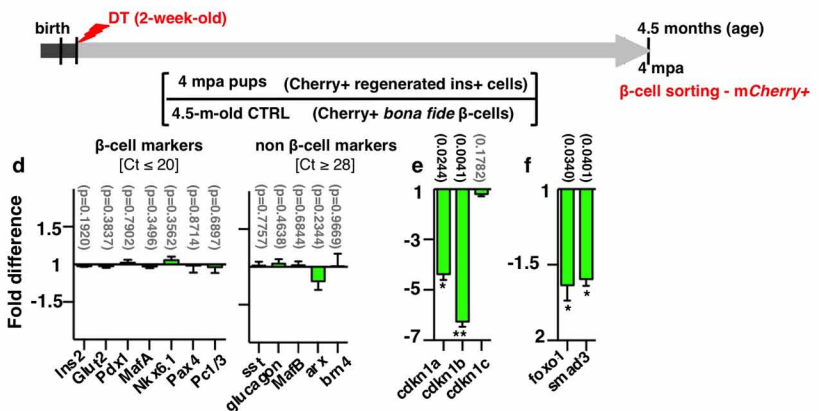 DT (2-week-old)
birth
4.5 months (age)
4 mpa
β-cell sorting - mCherry+
4 mpa pups (Cherry+ regenerated ins+ cells)
4.5-m-old CTRL (Cherry+ bona fide β-cells)
d
β-cell markers
[Ct ≤ 20]
non β-cell markers
[Ct ≥ 28]
e
f
Fold difference
1.5
1
-1.5
(p=0.1920)
(p=0.3837)
(p=0.7902)
(p=0.3496)
(p=0.3562)
(p=0.8714)
(p=0.6897)
Ins2
Glut2
Pdx1
MafA
Nkx6.1
Pax4
Pc1/3
(p=0.7757)
(p=0.4638)
(p=0.6844)
(p=0.2344)
(p=0.9669)
sst
glucagon
MafB
arx
brn4
(0.0244)
(0.0041)
(0.1782)
1
-3
-5
-7
*
**
cdkn1a
cdkn1b
cdkn1c
(0.0340)
(0.0401)
1
-1.5
2
*
*
foxo1
smad3